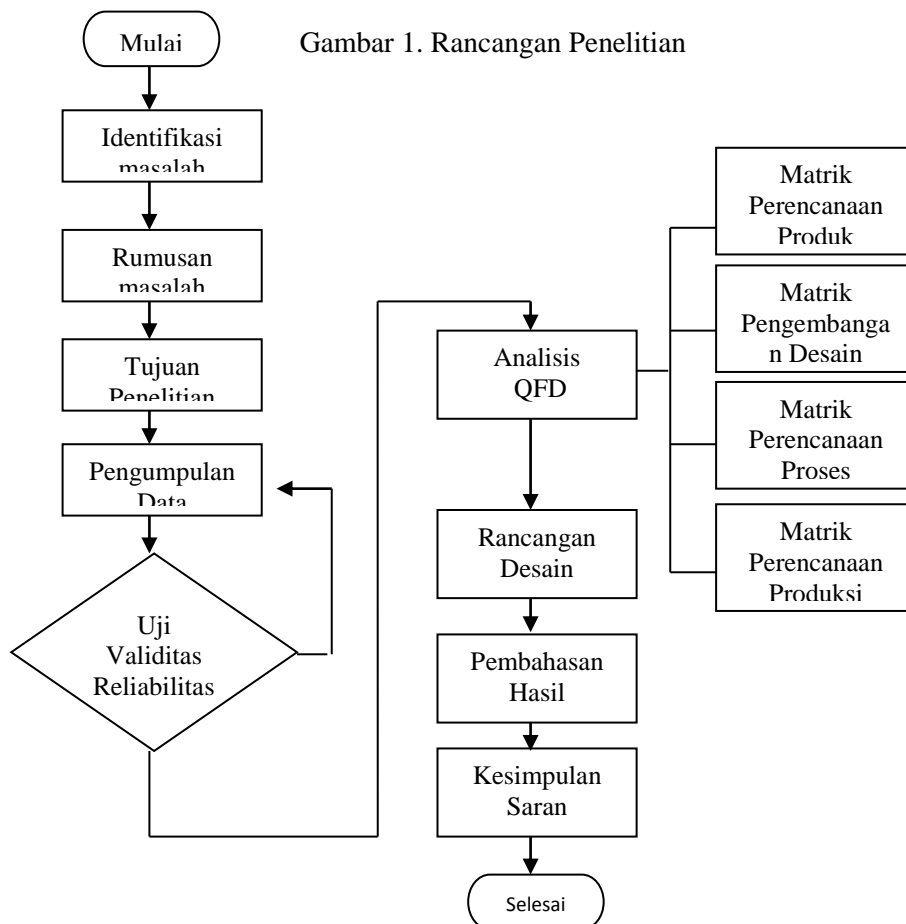 Mulai
Gambar 1. Rancangan Penelitian
Identifikasi
masalah
Rumusan
masalah
Tujuan
Penelitian
Pengumpulan
Data
Uji
Validitas
Reliabilitas
Analisis
QFD
Rancangan
Desain
Pembahasan
Hasil
Kesimpulan
Saran
Selesai
Matrik
Perencanaan
Produk
Matrik
Pengembanga
n Desain
Matrik
Perencanaan
Proses
Matrik
Perencanaan
Produksi